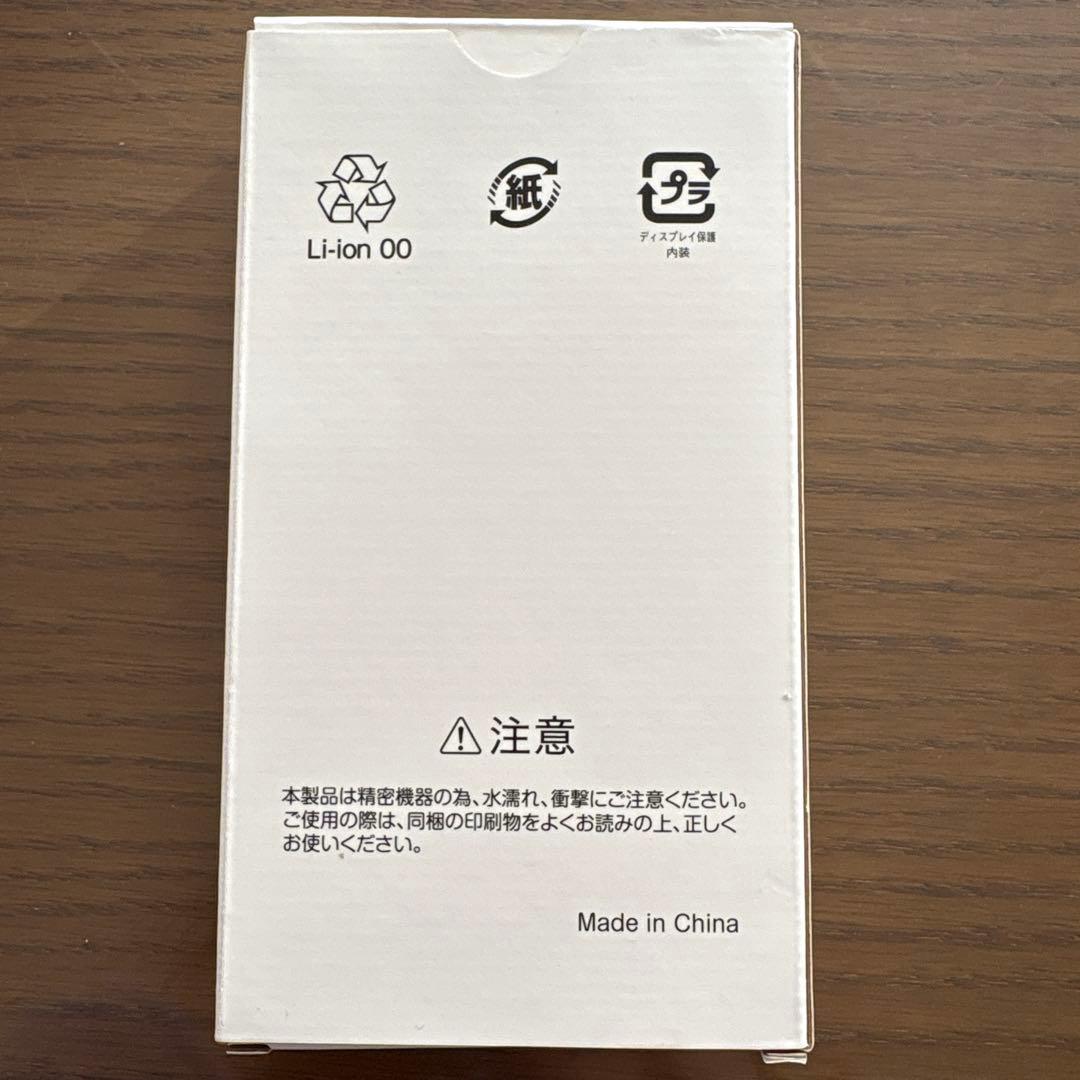 Li-ion 00
紙
プラ
ディスプレイ保護
内装
注意
本製品は精密機器の為、水濡れ、衝撃にご注意ください。
ご使用の際は、同梱の印刷物をよくお読みの上、正しく
お使いください。
Made in China